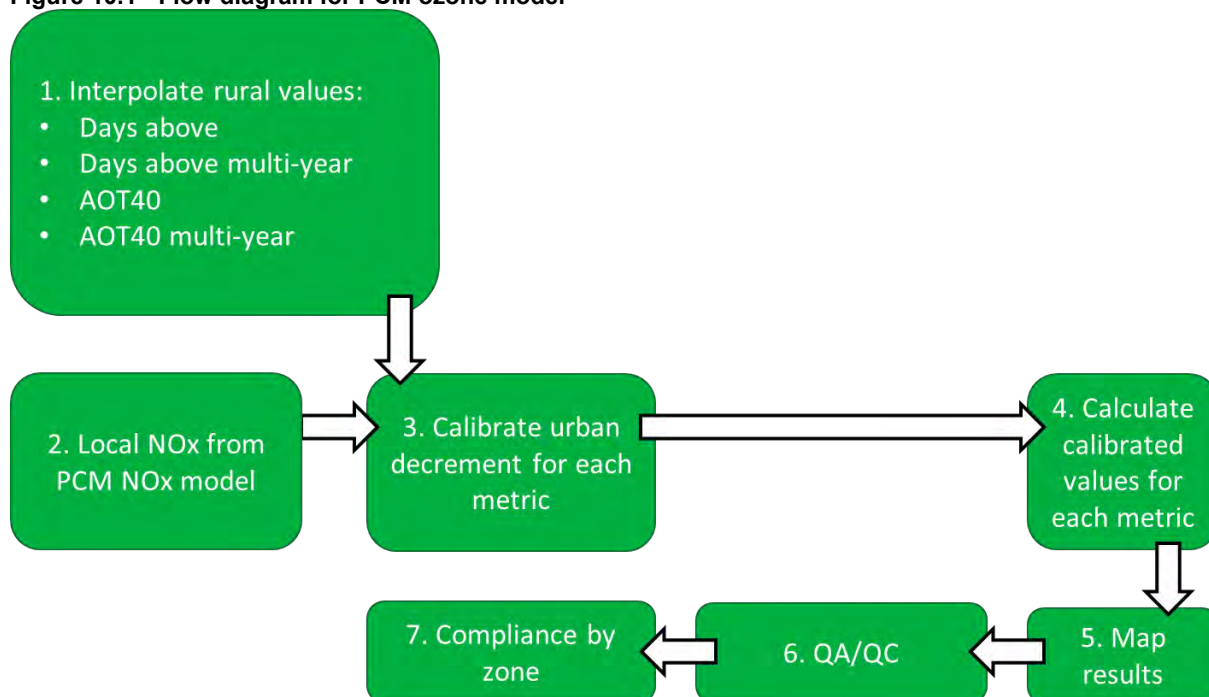 Figure Flow diagram for PCM ozone model
1. Interpolate rural values:
• Days above
• Days above multi-year
• AOT40
• AOT40 multi-year
2. Local NOx from
PCM NOx model
3. Calibrate urban
decrement for each
metric
4. Calculate
calibrated
values for
each metric
5. Map
results
6. QA/QC
7. Compliance by
zone